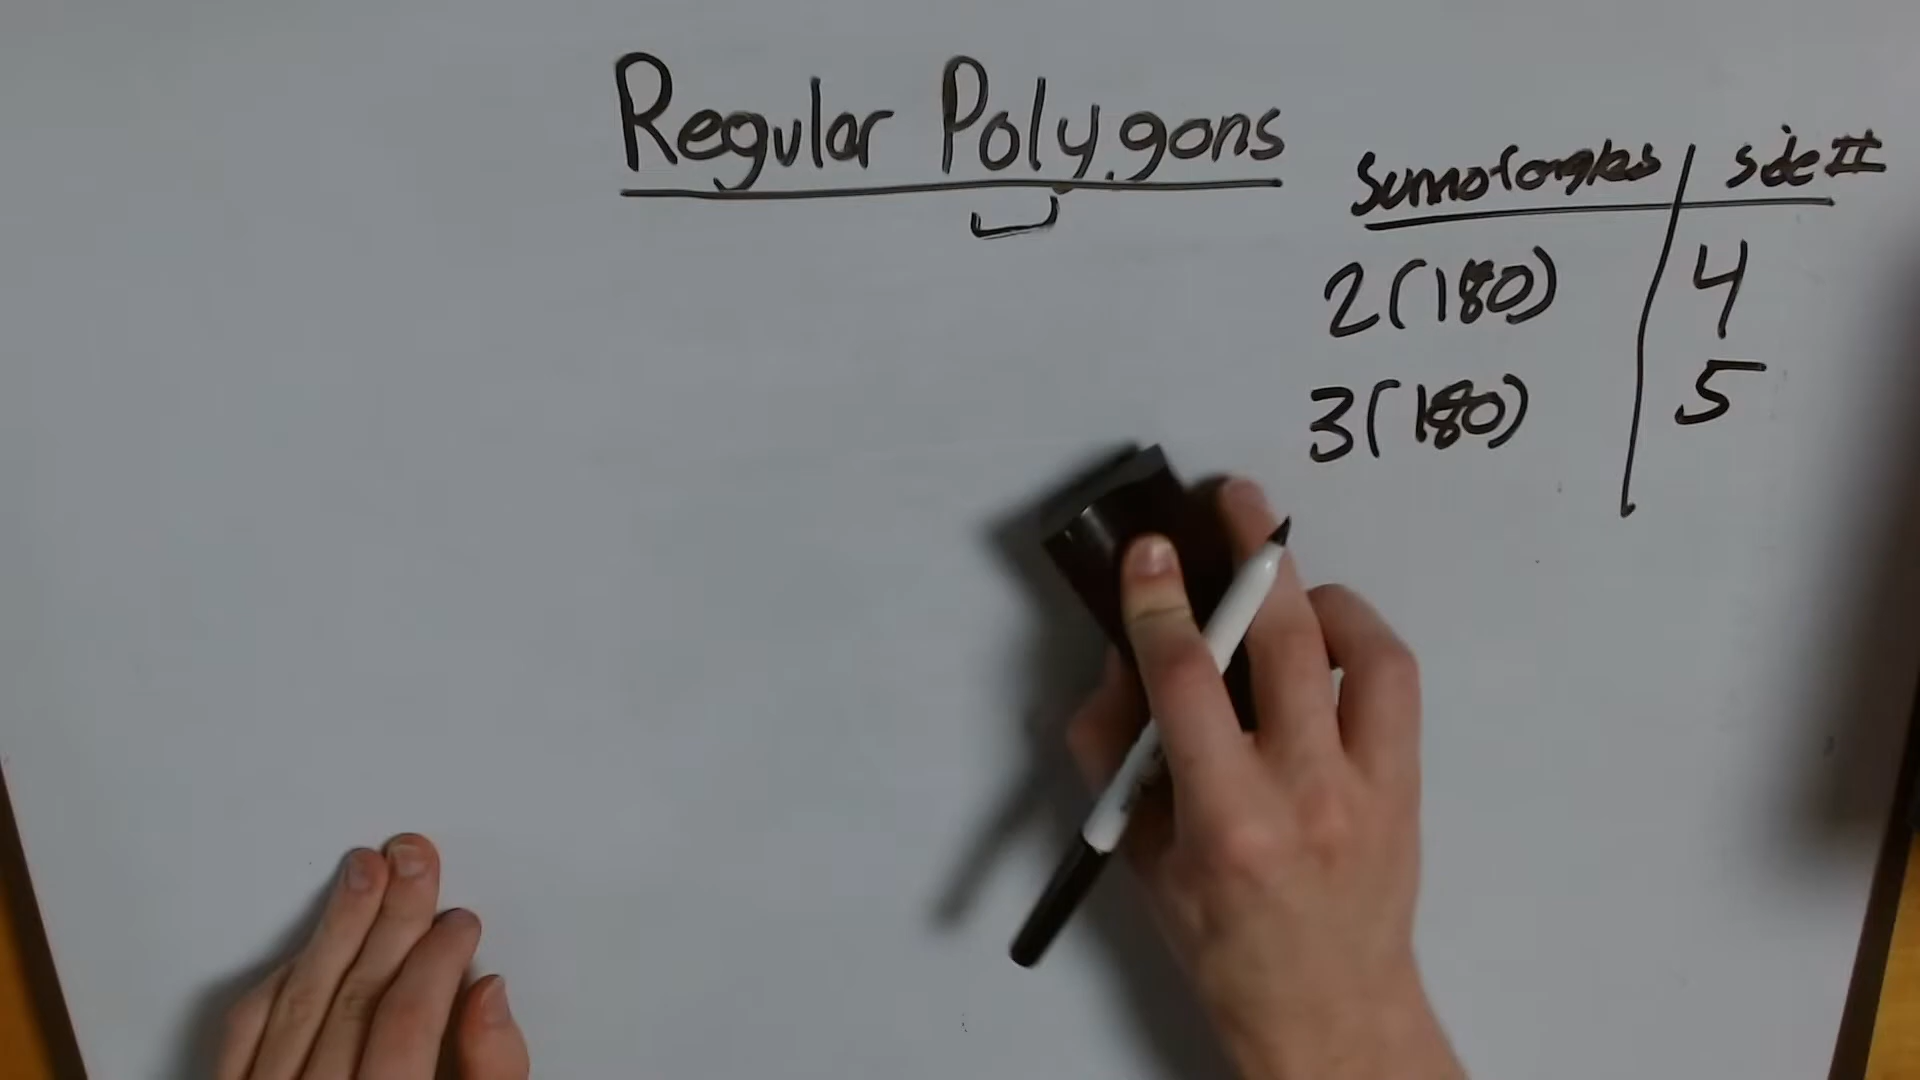 Regular Polygons
Sum of angles side #
2(180) 4
3(180) 5